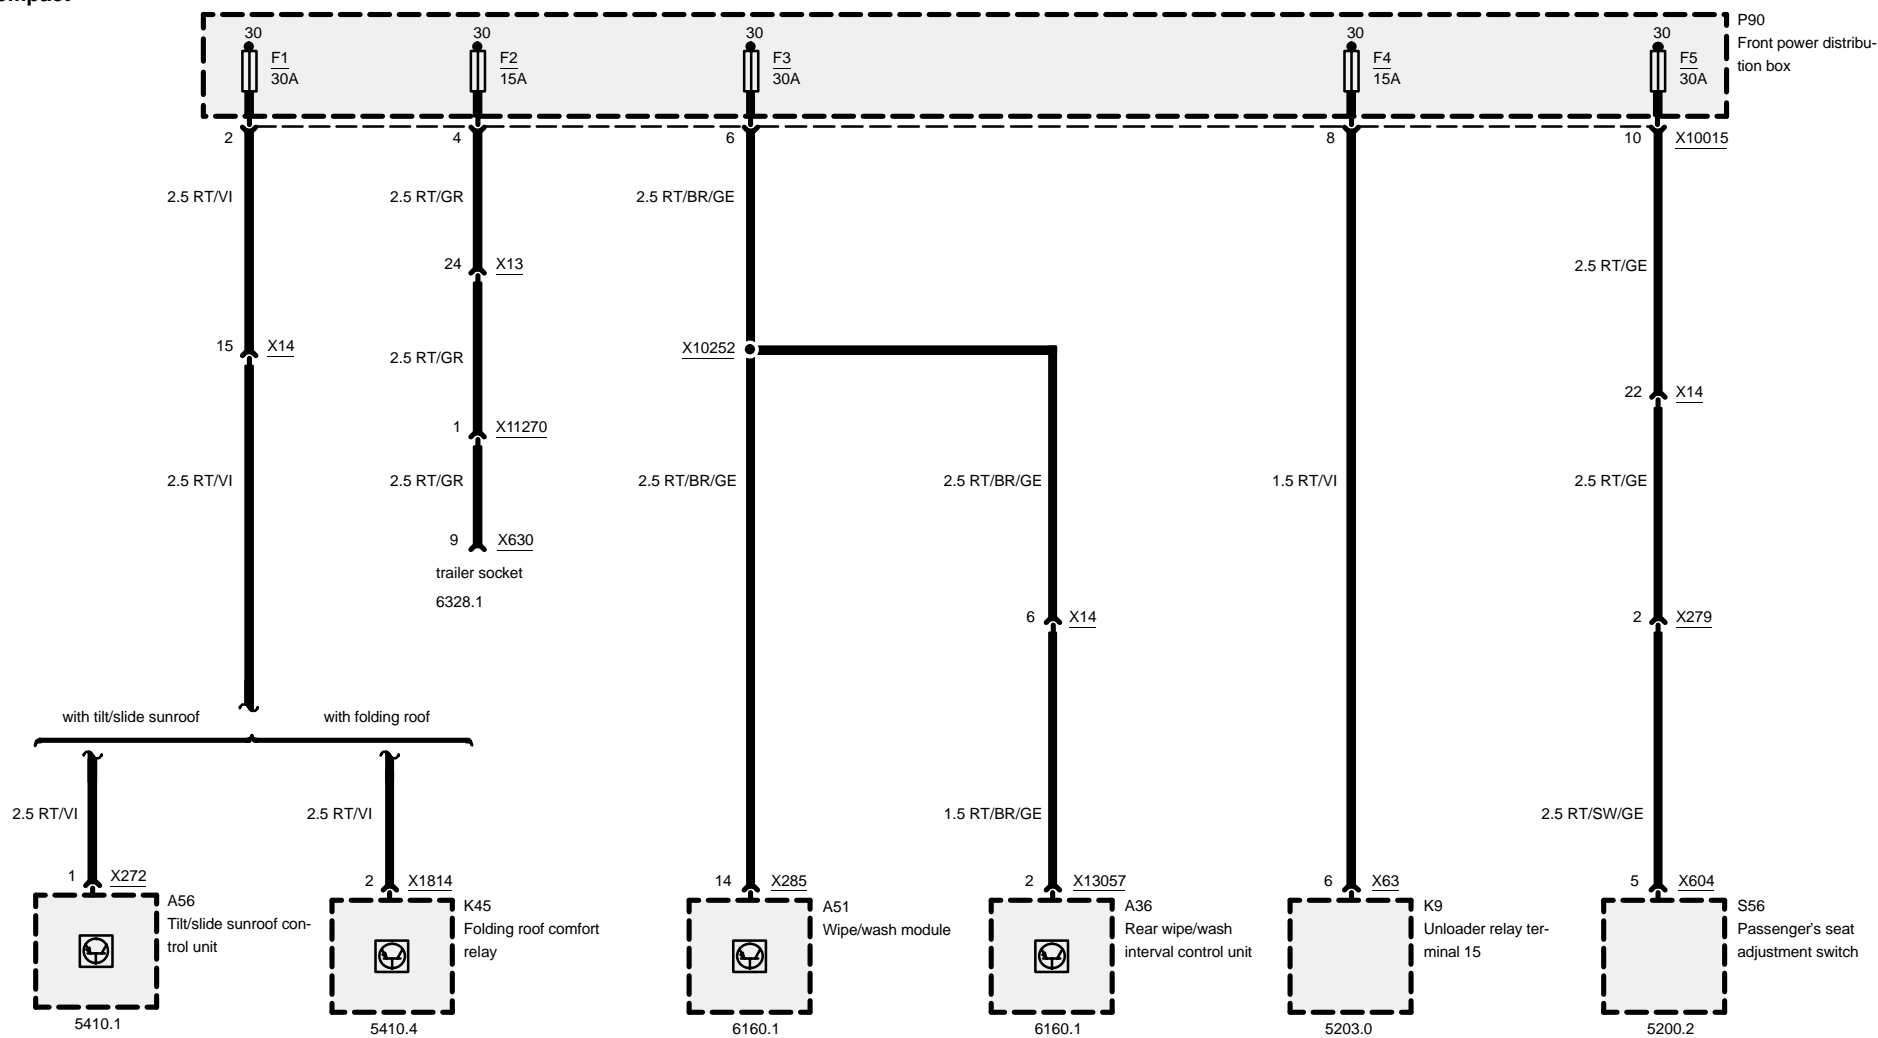 30 30 30 30 30 P90
F1 F2 F3 F4 F5 Front power distribu-
30A 15A 30A 15A 30A tion box
2 4 6 8 10 X10015
2.5 RT/VI 2.5 RT/GR 2.5 RT/BR/GE
24 X13 2.5 RT/GE
15 X14 2.5 RT/GR X10252
22 X14
1 X11270
2.5 RT/VI 2.5 RT/GR 2.5 RT/BR/GE 2.5 RT/BR/GE 1.5 RT/VI 2.5 RT/GE
9 X630
trailer socket
6328.1
6 X14 2 X279
with tilt/slide sunroof with folding roof
2.5 RT/VI 2.5 RT/VI 1.5 RT/BR/GE 2.5 RT/SW/GE
1 X272 2 X1814 14 X285 2 X13057 6 X63 5 X604
A56
Tilt/slide sunroof con-
trol unit
5410.1
K45
Folding roof comfort
relay
5410.4
A51
Wipe/wash module
6160.1
A36
Rear wipe/wash
interval control unit
6160.1
K9
Unloader relay ter-
minal 15
5203.0
S56
Passenger's seat
adjustment switch
5200.2